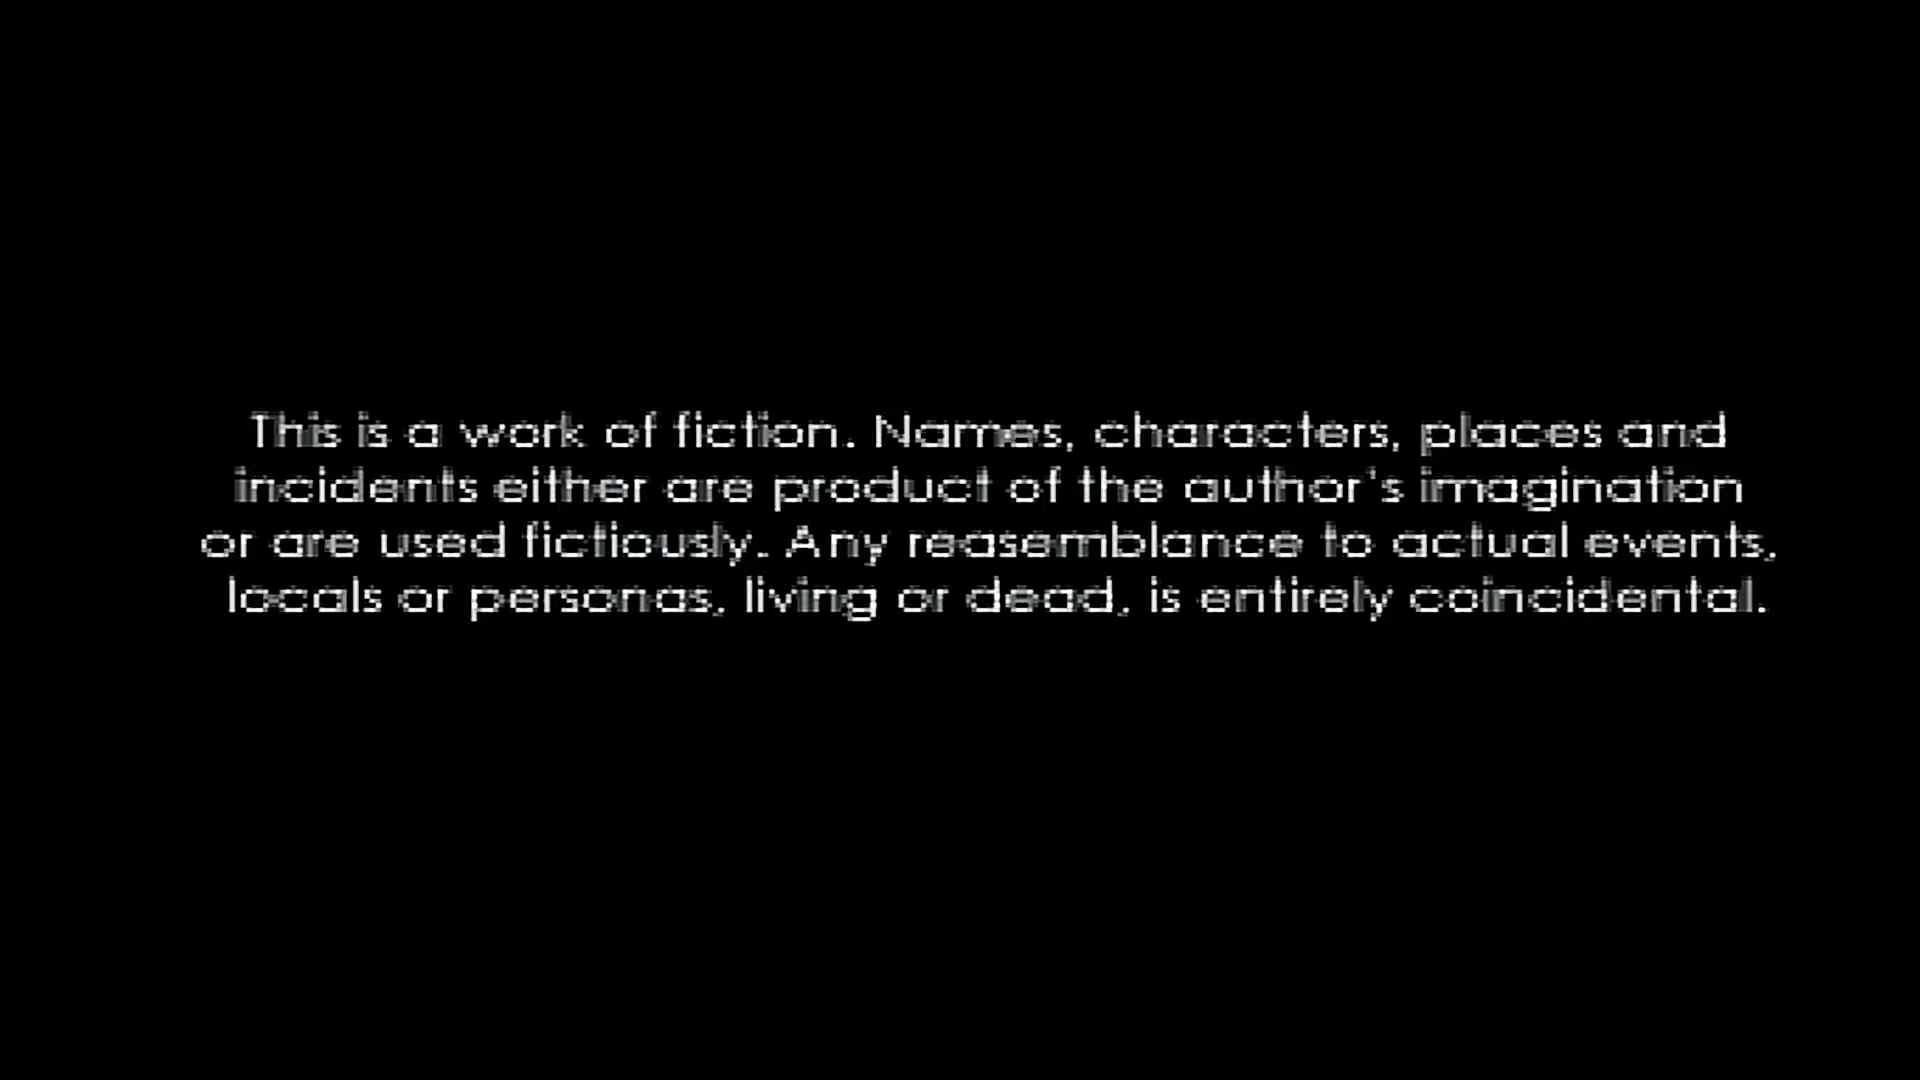 This is a work of fiction. Names, characters, places and
incidents either are product of the author's imagination
or are used fictiously. Any reasemblance to actual events,
locals or personas, living or dead, is entirely coincidental.